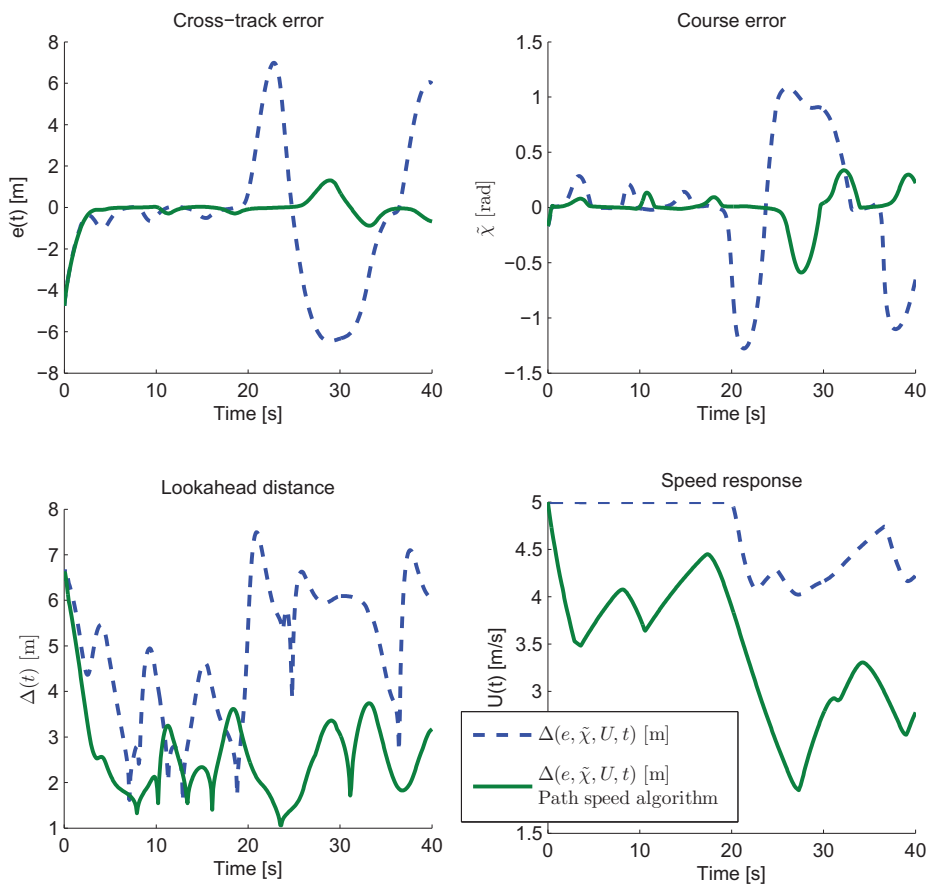 Cross−track error
8
6
4
2
0
−2
−4
−6
−8
e(t) [m]
0 10 20 30 40
Time [s]
Course error
1.5
1
0.5
0
−0.5
−1
−1.5
χ̃ [rad]
0 10 20 30 40
Time [s]
Lookahead distance
8
7
6
5
4
3
2
1
Δ(t) [m]
0 10 20 30 40
Time [s]
Speed response
5
4.5
4
3.5
3
1.5
U(t) [m/s]
0 10 20 30 40
Time [s]
Δ(e, χ̃, U, t) [m]
Δ(e, χ̃, U, t) [m]
Path speed algorithm